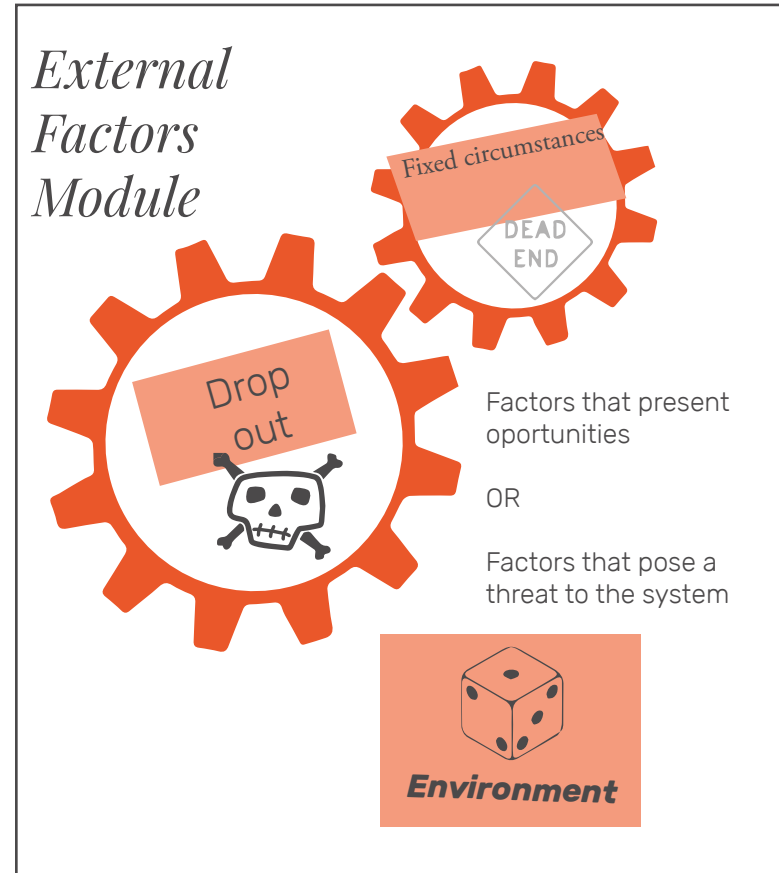 External
Factors
Module
Fixed circumstances
DEAD
END
Drop
out
Factors that present
oportunities
OR
Factors that pose a
threat to the system
Environment